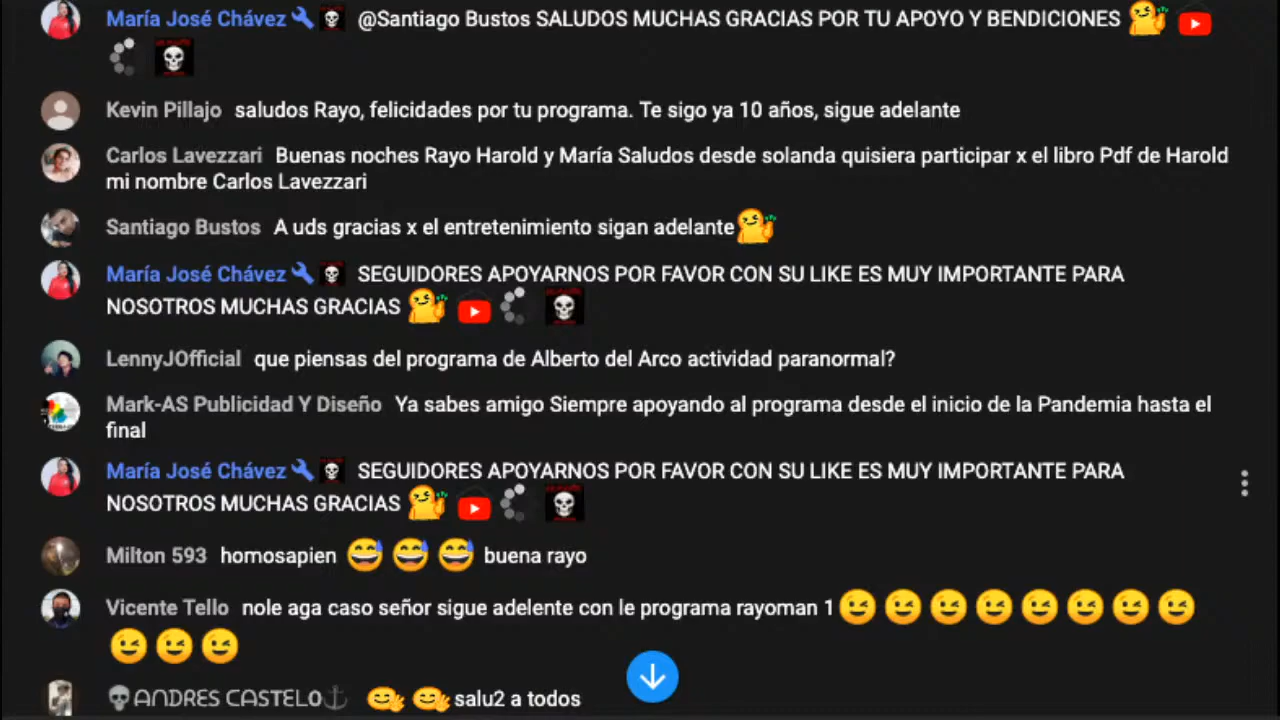 María José Chávez @Santiago Bustos SALUDOS MUCHAS GRACIAS POR TU APOYO Y BENDICIONES
Kevin Pillajo saludos Rayo, felicidades por tu programa. Te sigo ya 10 años, sigue adelante
Carlos Lavezzari Buenas noches Rayo Harold y María Saludos desde solanda quisiera participar x el libro Pdf de Harold
mi nombre Carlos Lavezzari
Santiago Bustos A uds gracias x el entretenimiento sigan adelante
María José Chávez SEGUIDORES APOYARNOS POR FAVOR CON SU LIKE ES MUY IMPORTANTE PARA
NOSOTROS MUCHAS GRACIAS
LennyJOfficial que piensas del programa de Alberto del Arco actividad paranormal?
Mark-AS Publicidad Y Diseño Ya sabes amigo Siempre apoyando al programa desde el inicio de la Pandemia hasta el
final
María José Chávez SEGUIDORES APOYARNOS POR FAVOR CON SU LIKE ES MUY IMPORTANTE PARA
NOSOTROS MUCHAS GRACIAS
Milton 593 homosapien 😅😅😅 buena rayo
Vicente Tello nole aga caso señor sigue adelente con le programa rayoman 1😉😉😉😉😉😉😉😉
😉😉😉
💀ANDRES CASTELO⚓ salu2 a todos